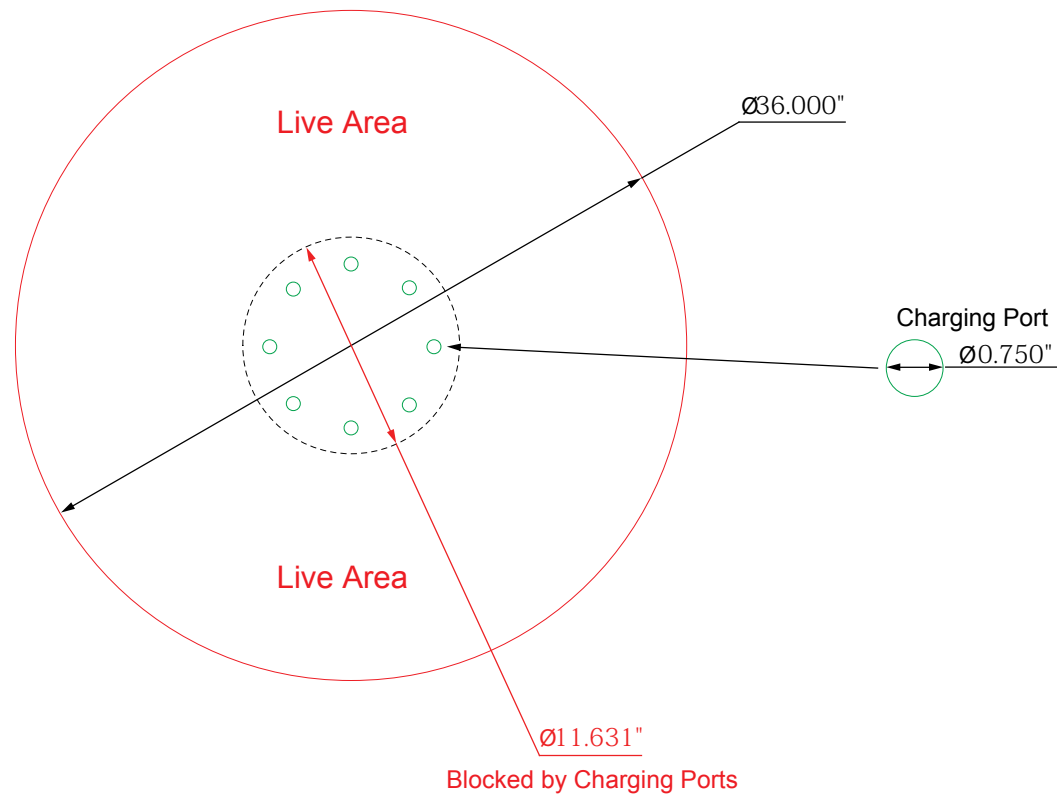 Live Area
Ø36.000"
Charging Port
Ø0.750"
Live Area
Ø11.631"
Blocked by Charging Ports